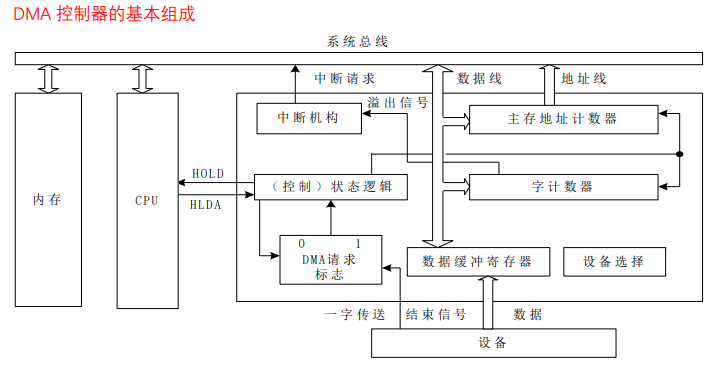 DMA 控制器的基本组成
系统总线
中断请求
数据线
地址线
溢出信号
中断机构
主存地址计数器
HOLD
(控制)状态逻辑
字计数器
内存
CPU
HLDA
0 1
DMA请求
标志
数据缓冲寄存器
设备选择
一字传送 结束信号 数据
设备